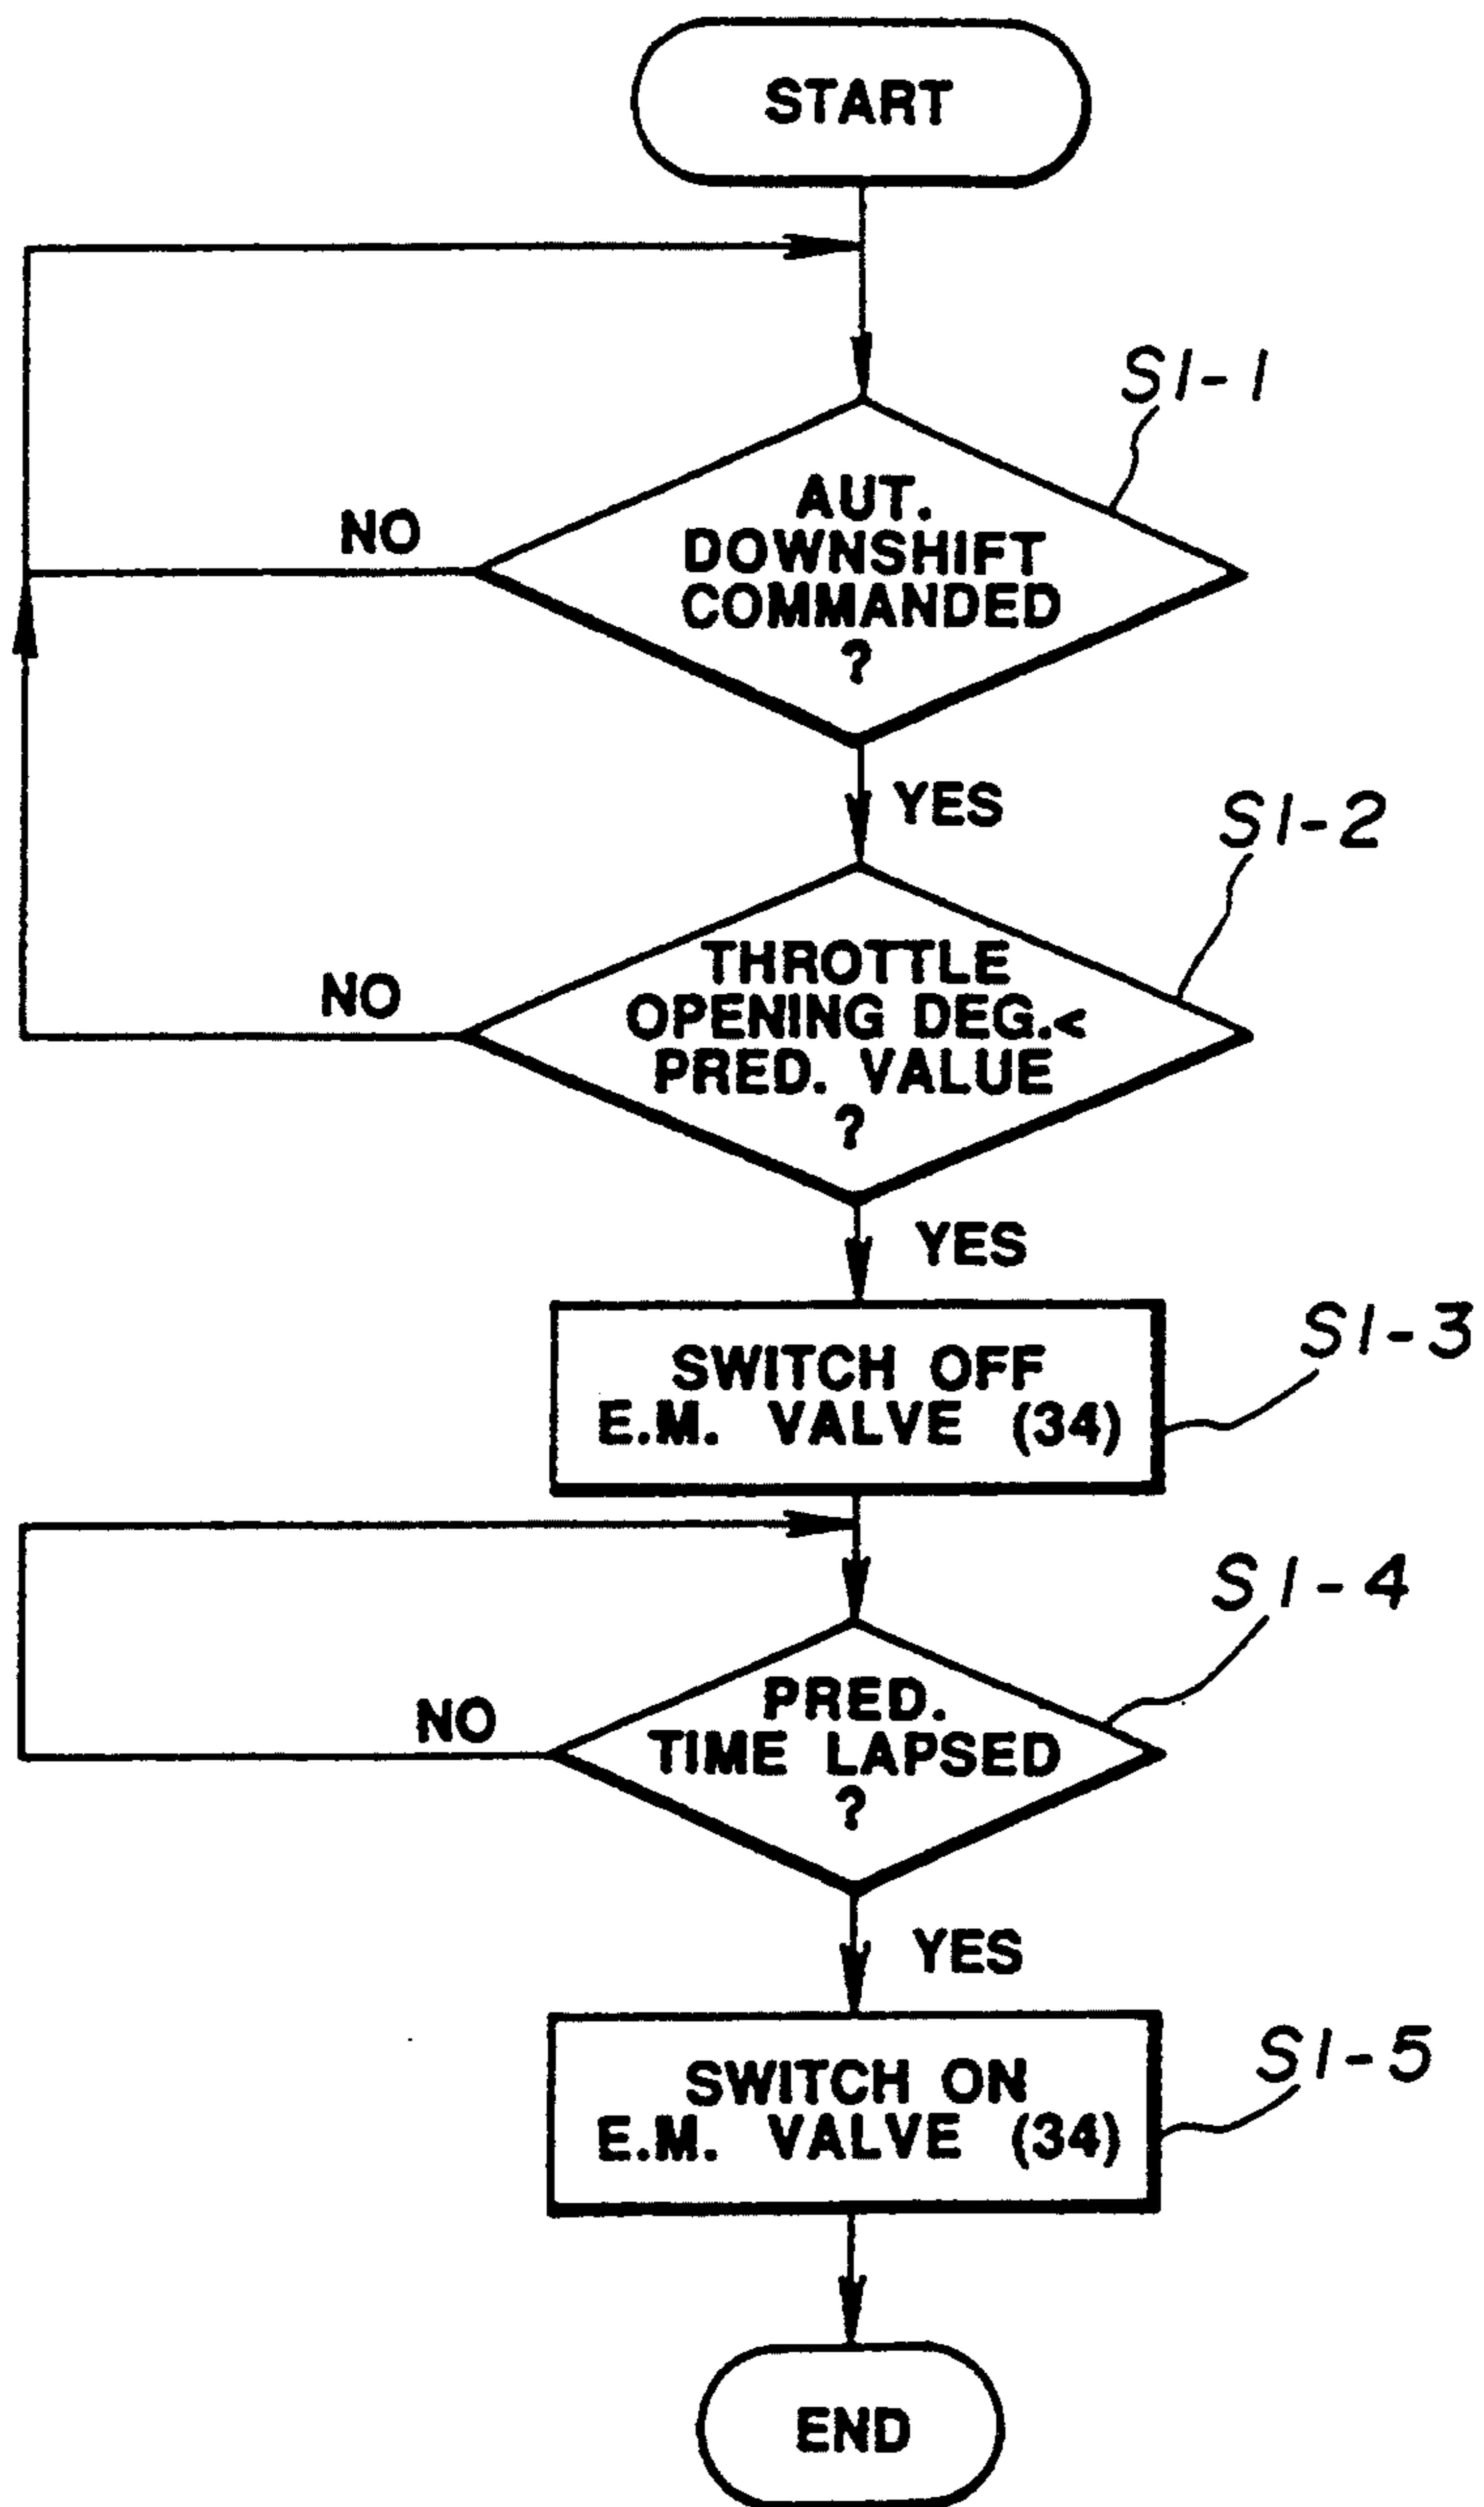 START
S1-1
AUT.
DOWNSHIFT
COMMANDED
?
NO
YES
S1-2
THROTTLE
OPENING DEG.<
PRED. VALUE
?
NO
YES
SWITCH OFF
E.M. VALVE (34)
S1-3
S1-4
PRED.
TIME LAPSED
?
NO
YES
SWITCH ON
E.M. VALVE (34)
S1-5
END